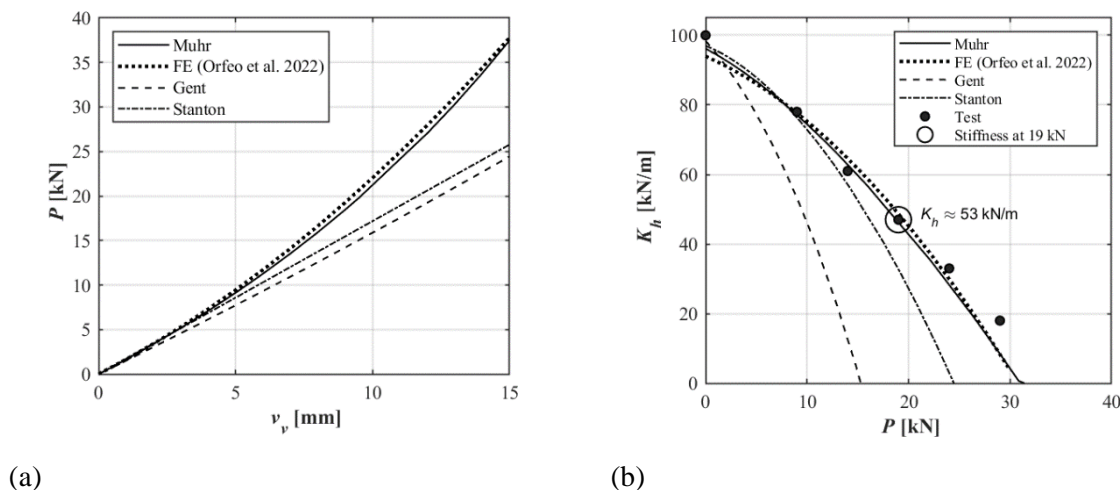 40
35
30
25
20
15
10
5
0
P [kN]
Muhr
FE (Orfeo et al. 2022)
Gent
Stanton
0 5 10 15
v_v [mm]
(a)
100
80
60
40
20
0
K_h [kN/m]
Muhr
FE (Orfeo et al. 2022)
Gent
Stanton
Test
Stiffness at 19 kN
K_h ≈ 53 kN/m
0 10 20 30 40
P [kN]
(b)